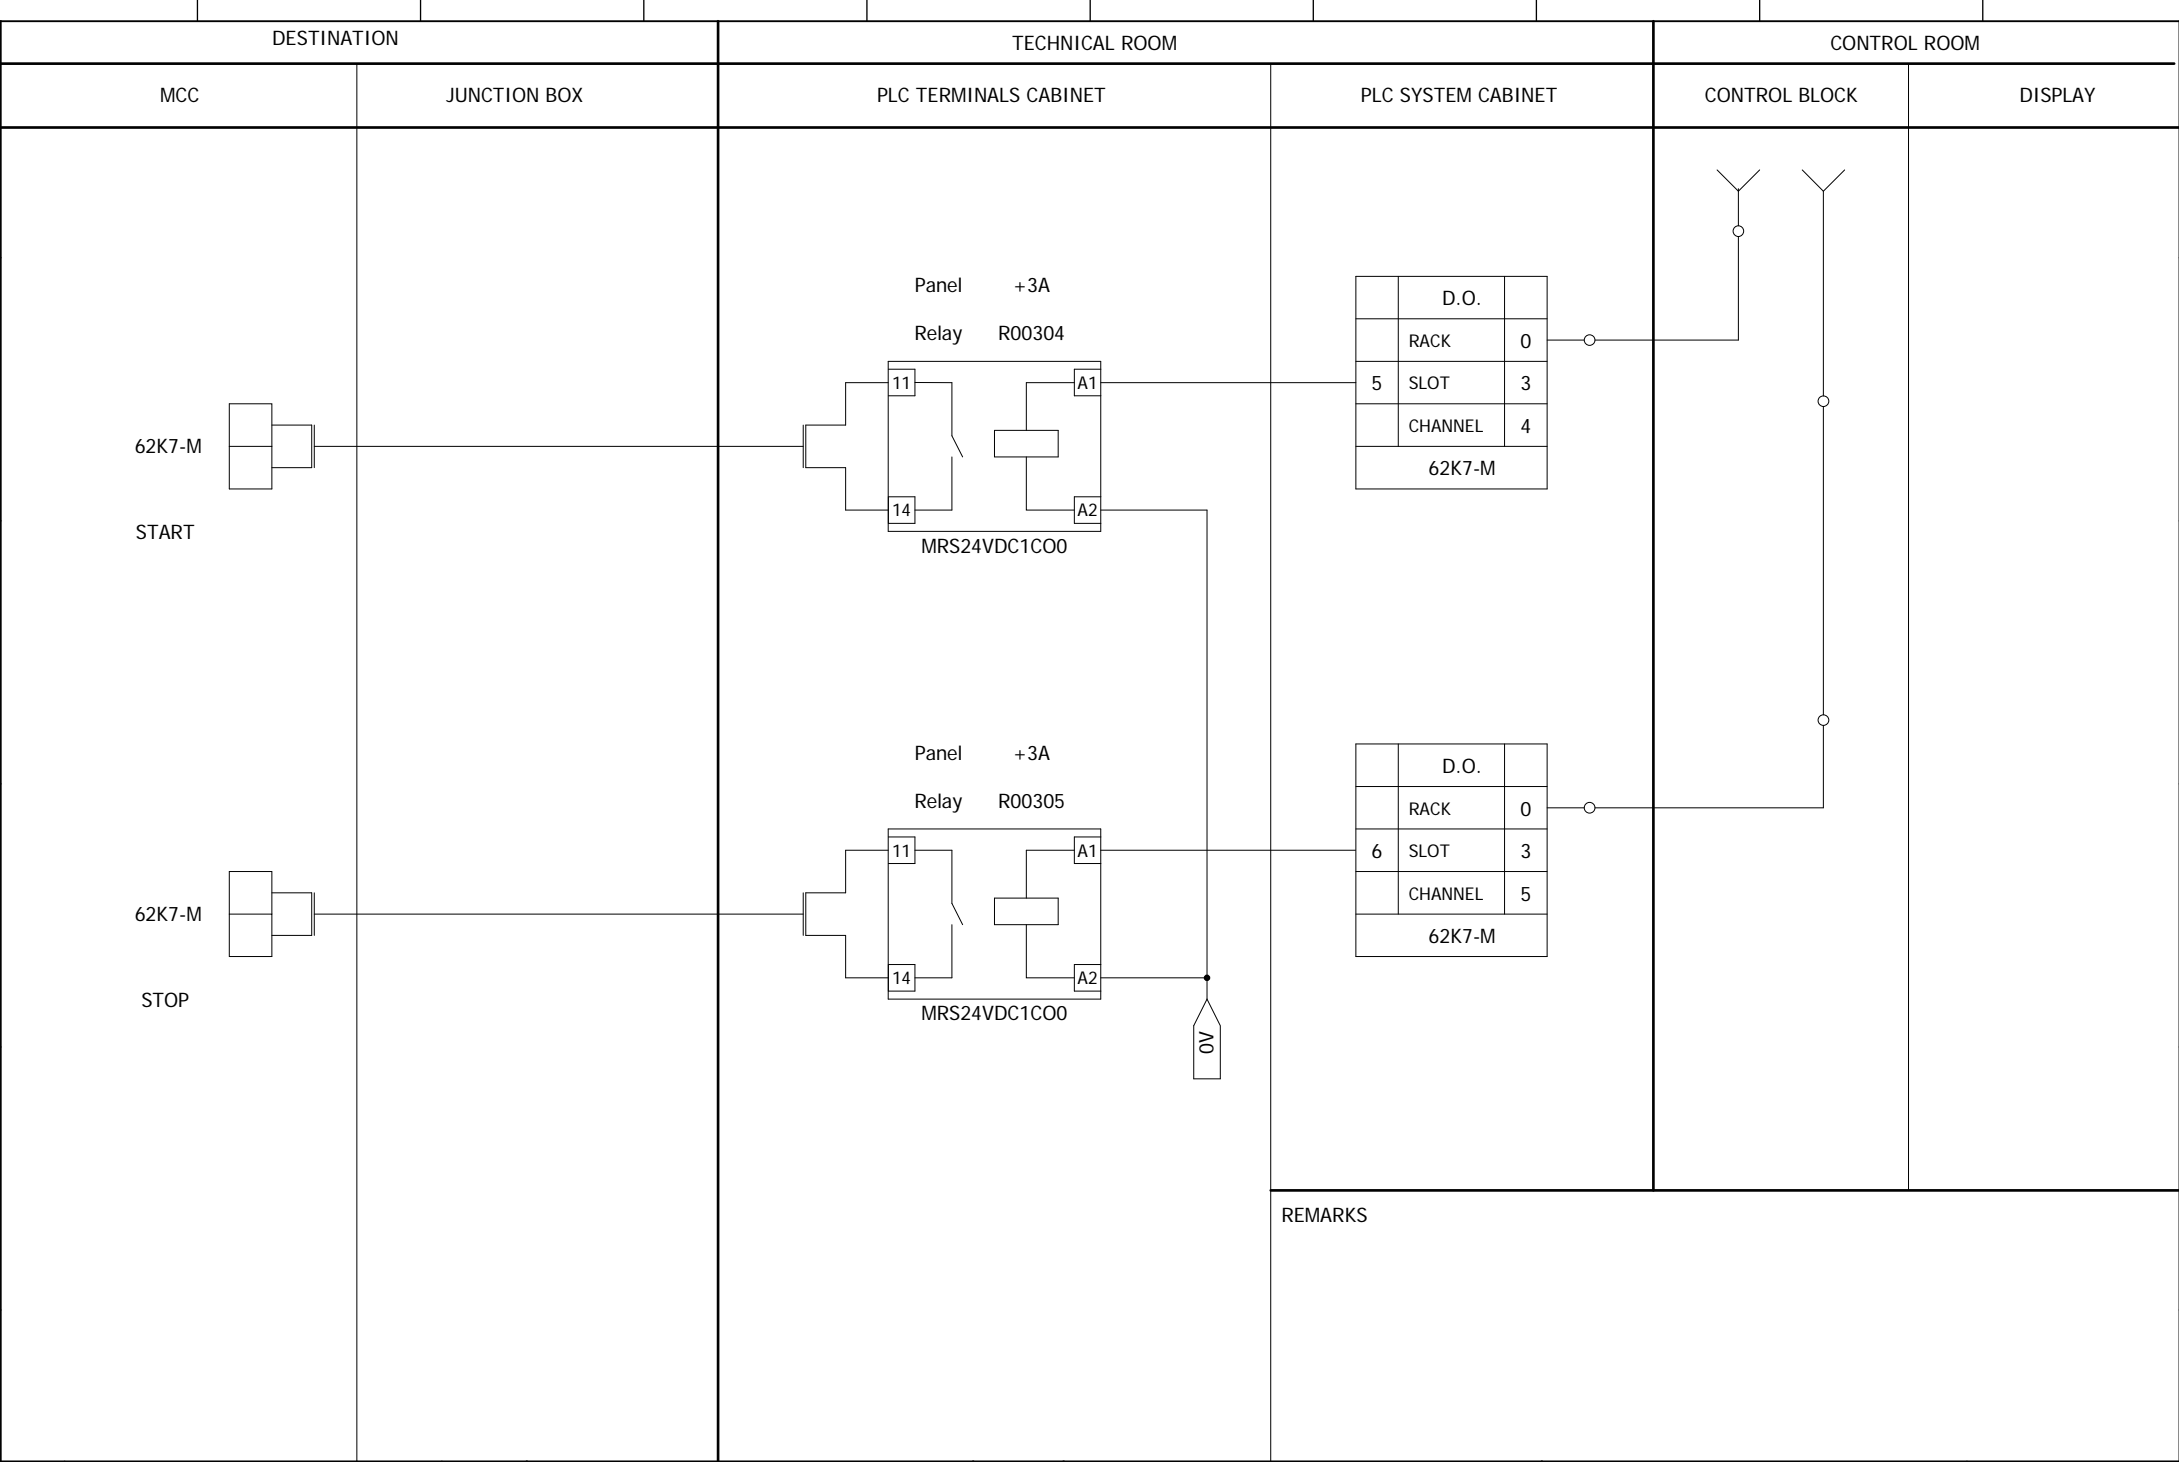 DESTINATION
TECHNICAL ROOM
CONTROL ROOM
MCC
JUNCTION BOX
PLC TERMINALS CABINET
PLC SYSTEM CABINET
CONTROL BLOCK
DISPLAY
Panel +3A
Relay R00304
11
A1
14
A2
MRS24VDC1CO0
62K7-M
START
D.O.
RACK 0
5 SLOT 3
CHANNEL 4
62K7-M
Panel +3A
Relay R00305
11
A1
14
A2
MRS24VDC1CO0
62K7-M
STOP
0V
D.O.
RACK 0
6 SLOT 3
CHANNEL 5
62K7-M
REMARKS